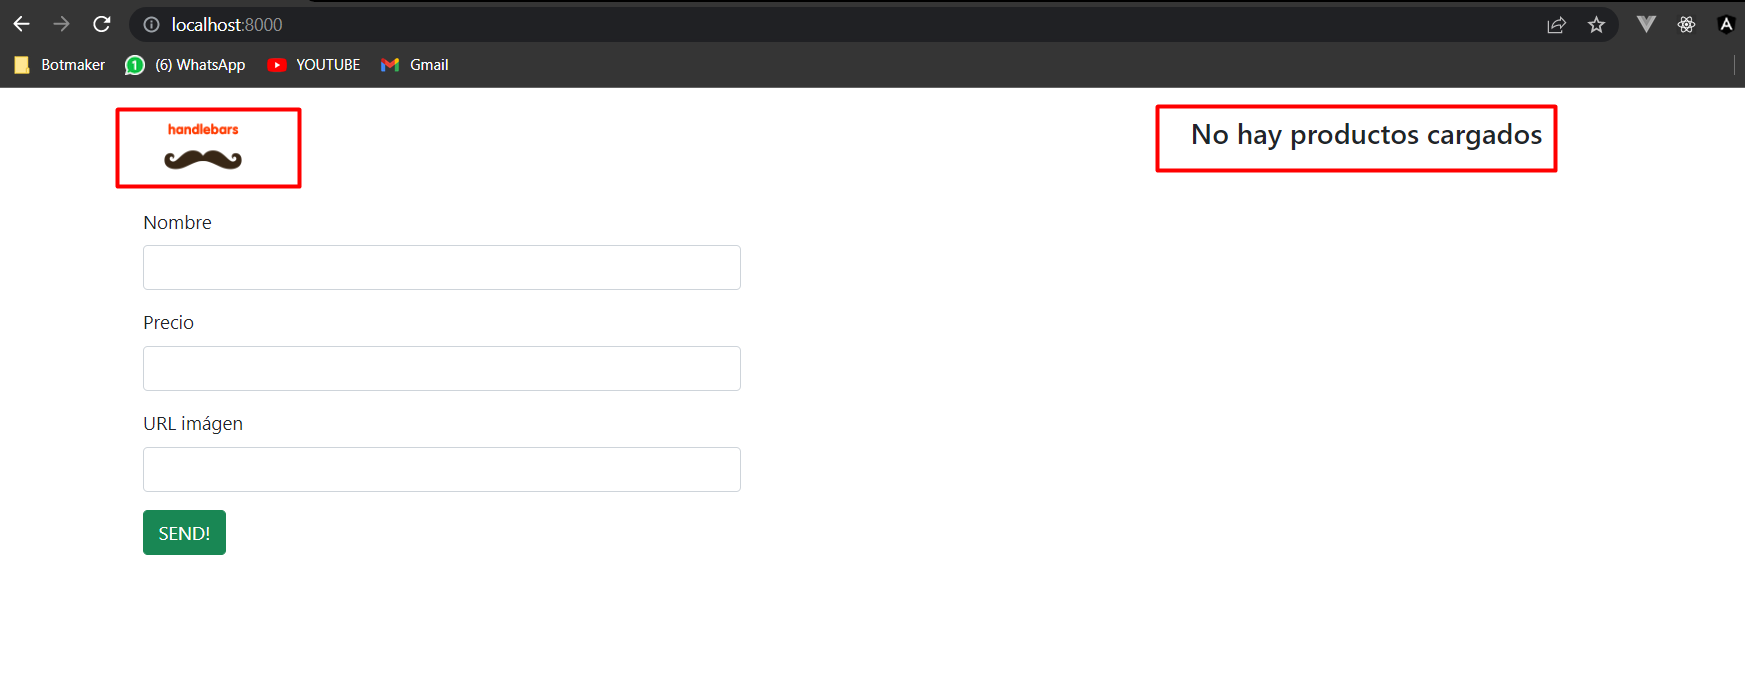 localhost:8000
Botmaker
(6) WhatsApp
YOUTUBE
Gmail
handlebars
No hay productos cargados
Nombre
Precio
URL imágen
SEND!